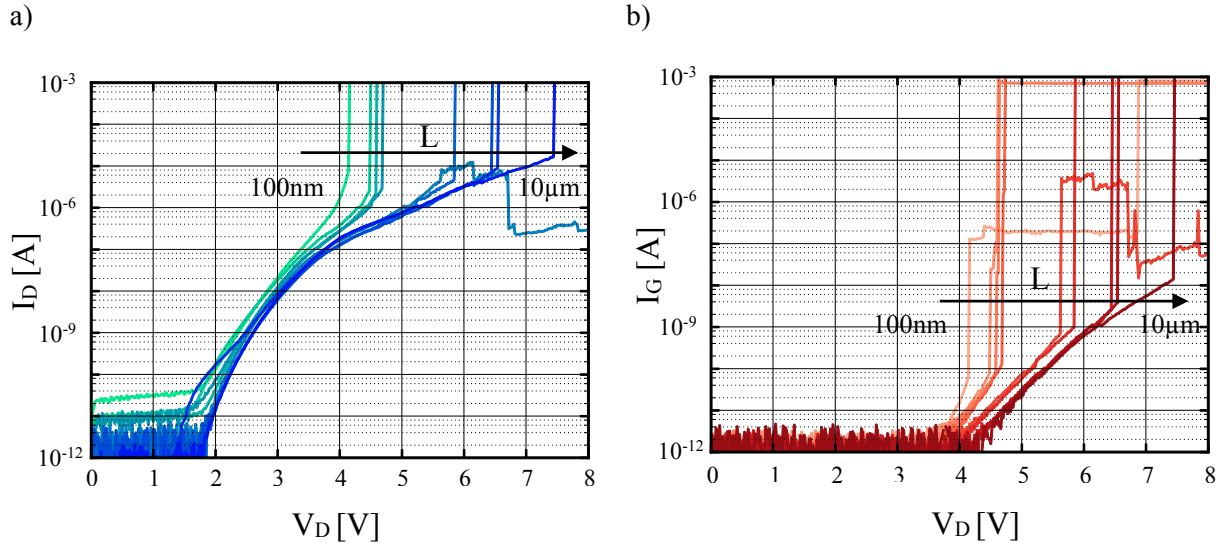 a)
b)
10⁻³
10⁻⁶
10⁻⁹
10⁻¹²
I_D [A]
L
100nm
10µm
0 1 2 3 4 5 6 7 8
V_D [V]
10⁻³
10⁻⁶
10⁻⁹
10⁻¹²
I_G [A]
L
100nm
10µm
0 1 2 3 4 5 6 7 8
V_D [V]